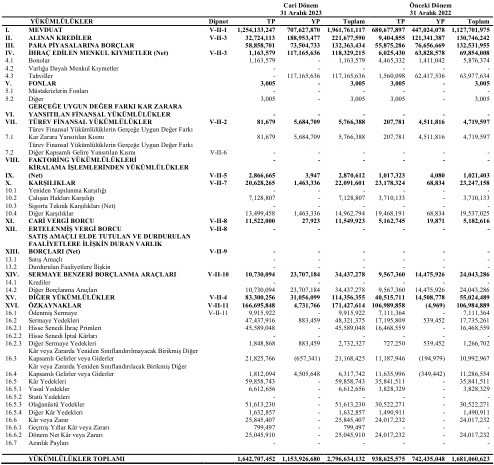 Cari Dönem Önceki Dönem
31 Aralık 2023 31 Aralık 2022
YÜKÜMLÜLÜKLER Dipnot TP YP Toplam TP YP Toplam
I. MEVDUAT V-II-1 1,254,133,247 707,627,870 1,961,761,117 680,677,897 447,024,078 1,127,701,975
II. ALINAN KREDİLER V-II-3 32,724,113 188,953,477 221,677,590 9,404,855 121,341,387 130,746,242
III. PARA PİYASALARINA BORÇLAR 58,858,701 73,504,733 132,363,434 55,875,286 76,656,669 132,531,955
IV. İHRAÇ EDİLEN MENKUL KIYMETLER (Net) V-II-3 1,163,579 117,165,636 118,329,215 6,025,430 63,828,578 69,854,008
4.1 Bonolar 1,163,579 - 1,163,579 4,465,332 1,411,042 5,876,374
4.2 Varlığa Dayalı Menkul Kıymetler - - - - - -
4.3 Tahviller - 117,165,636 117,165,636 1,560,098 62,417,536 63,977,634
V. FONLAR 3,005 - 3,005 - - -
5.1 Müstakrizlerin Fonları - - - - - -
5.2 Diğer 3,005 - 3,005 - - -
GERÇEĞE UYGUN DEĞER FARKI KAR ZARARA
VI. YANSITILAN FİNANSAL YÜKÜMLÜLÜKLER - - - - - -
VII. TÜREV FİNANSAL YÜKÜMLÜLÜKLER V-II-2 81,679 5,684,709 5,766,388 207,781 4,511,816 4,719,597
Türev Finansal Yükümlülüklerin Gerçeğe Uygun Değer Farkı
7.1 Kar Zarara Yansıtılan Kısmı 81,679 5,684,709 5,766,388 207,781 4,511,816 4,719,597
Türev Finansal Yükümlülüklerin Gerçeğe Uygun Değer Farkı
7.2 Diğer Kapsamlı Gelire Yansıtılan Kısmı V-II-6 - - - - - -
VIII. FAKTORİNG YÜKÜMLÜLÜKLERİ - - - - - -
KİRALAMA İŞLEMLERİNDEN YÜKÜMLÜLÜKLER
IX. (Net) V-II-5 2,866,665 3,947 2,870,612 1,017,323 4,080 1,021,403
X. KARŞILIKLAR V-II-7 20,628,265 1,463,336 22,091,601 23,178,324 68,834 23,247,158
10.1 Yeniden Yapılanma Karşılığı - - - - - -
10.2 Çalışan Hakları Karşılığı 7,128,807 - 7,128,807 3,710,133 - 3,710,133
10.3 Sigorta Teknik Karşılıkları (Net) - - - - - -
10.4 Diğer Karşılıklar 13,499,458 1,463,336 14,962,794 19,468,191 68,834 19,537,025
XI. CARİ VERGİ BORCU V-II-8 11,522,000 27,923 11,549,923 5,162,745 19,871 5,182,616
XII. ERTELENMİŞ VERGİ BORCU V-II-8 - - - - - -
SATIŞ AMAÇLI ELDE TUTULAN VE DURDURULAN
FAALİYETLERE İLİŞKİN DURAN VARLIK
XIII. BORÇLARI (Net) V-II-9 - - - - - -
13.1 Satış Amaçlı - - - - - -
13.2 Durdurulan Faaliyetlere İlişkin - - - - - -
XIV. SERMAYE BENZERİ BORÇLANMA ARAÇLARI V-II-10 10,730,094 23,707,184 34,437,278 9,567,360 14,475,926 24,043,286
14.1 Krediler - - - - - -
14.2 Diğer Borçlanma Araçları 10,730,094 23,707,184 34,437,278 9,567,360 14,475,926 24,043,286
XV. DİĞER YÜKÜMLÜLÜKLER V-II-4 83,300,256 31,056,099 114,356,355 40,515,711 14,508,778 55,024,489
XVI. ÖZKAYNAKLAR V-II-11 166,695,848 4,731,766 171,427,614 106,989,858 (4,969) 106,984,889
16.1 Ödenmiş Sermaye V-II-11 9,915,922 - 9,915,922 7,111,364 - 7,111,364
16.2 Sermaye Yedekleri 47,437,916 883,459 48,321,375 17,195,809 539,452 17,735,261
16.2.1 Hisse Senedi İhraç Primleri 45,589,048 - 45,589,048 16,468,559 - 16,468,559
16.2.2 Hisse Senedi İptal Kârları - - - - - -
16.2.3 Diğer Sermaye Yedekleri 1,848,868 883,459 2,732,327 727,250 539,452 1,266,702
Kâr veya Zararda Yeniden Sınıflandırılmayacak Birikmiş Diğer
16.3 Kapsamlı Gelirler veya Giderler 21,825,766 (657,341) 21,168,425 11,187,946 (194,979) 10,992,967
Kâr veya Zararda Yeniden Sınıflandırılacak Birikmiş Diğer
16.4 Kapsamlı Gelirler veya Giderler 1,812,094 4,505,648 6,317,742 11,635,996 (349,442) 11,286,554
16.5 Kâr Yedekleri 59,858,743 - 59,858,743 35,841,511 - 35,841,511
16.5.1 Yasal Yedekler 6,612,656 - 6,612,656 3,828,329 - 3,828,329
16.5.2 Statü Yedekleri - - - - - -
16.5.3 Olağanüstü Yedekler 51,613,230 - 51,613,230 30,522,271 - 30,522,271
16.5.4 Diğer Kâr Yedekleri 1,632,857 - 1,632,857 1,490,911 - 1,490,911
16.6 Kâr veya Zarar 25,845,407 - 25,845,407 24,017,232 - 24,017,232
16.6.1 Geçmiş Yıllar Kâr veya Zararı 799,497 - 799,497 - - -
16.6.2 Dönem Net Kâr veya Zararı 25,045,910 - 25,045,910 24,017,232 - 24,017,232
16.7 Azınlık Payları - - - - - -
YÜKÜMLÜLÜKLER TOPLAMI 1,642,707,452 1,153,926,680 2,796,634,132 938,625,575 742,435,048 1,681,060,623